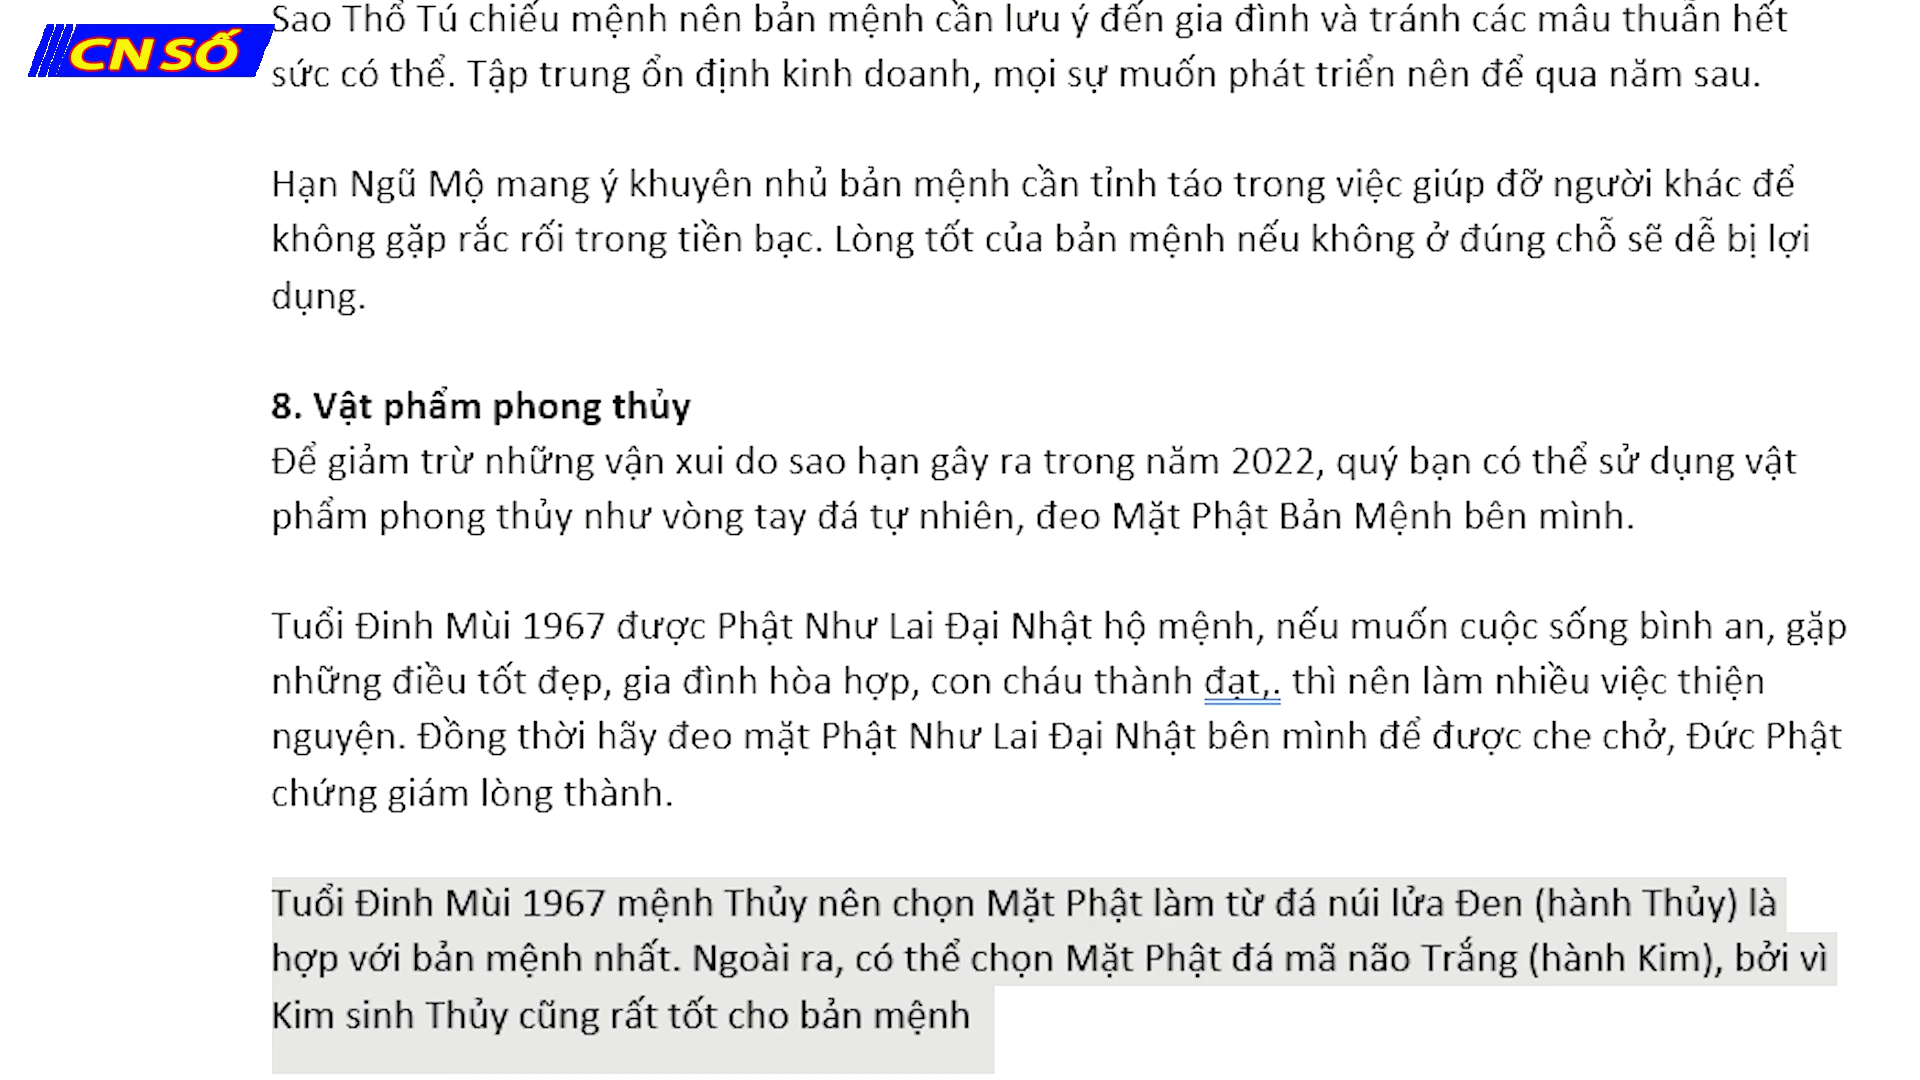 CN SỐ
Sao Thổ Tú chiếu mệnh nên bản mệnh cần lưu ý đến gia đình và tránh các mâu thuẫn hết
sức có thể. Tập trung ổn định kinh doanh, mọi sự muốn phát triển nên để qua năm sau.
Hạn Ngũ Mộ mang ý khuyên nhủ bản mệnh cần tỉnh táo trong việc giúp đỡ người khác để
không gặp rắc rối trong tiền bạc. Lòng tốt của bản mệnh nếu không ở đúng chỗ sẽ dễ bị lợi
dụng.
8. Vật phẩm phong thủy
Để giảm trừ những vận xui do sao hạn gây ra trong năm 2022, quý bạn có thể sử dụng vật
phẩm phong thủy như vòng tay đá tự nhiên, đeo Mặt Phật Bản Mệnh bên mình.
Tuổi Đinh Mùi 1967 được Phật Như Lai Đại Nhật hộ mệnh, nếu muốn cuộc sống bình an, gặp
những điều tốt đẹp, gia đình hòa hợp, con cháu thành đạt,. thì nên làm nhiều việc thiện
nguyện. Đồng thời hãy đeo mặt Phật Như Lai Đại Nhật bên mình để được che chở, Đức Phật
chứng giám lòng thành.
Tuổi Đinh Mùi 1967 mệnh Thủy nên chọn Mặt Phật làm từ đá núi lửa Đen (hành Thủy) là
hợp với bản mệnh nhất. Ngoài ra, có thể chọn Mặt Phật đá mã não Trắng (hành Kim), bởi vì
Kim sinh Thủy cũng rất tốt cho bản mệnh